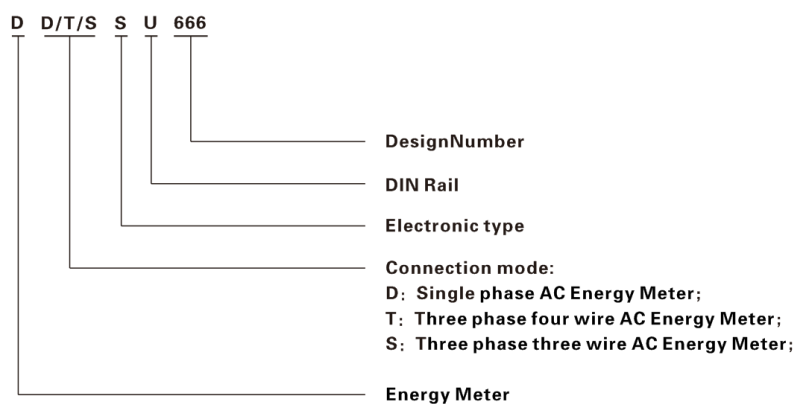 D D/T/S S U 666
DesignNumber
DIN Rail
Electronic type
Connection mode:
D: Single phase AC Energy Meter;
T: Three phase four wire AC Energy Meter;
S: Three phase three wire AC Energy Meter;
Energy Meter